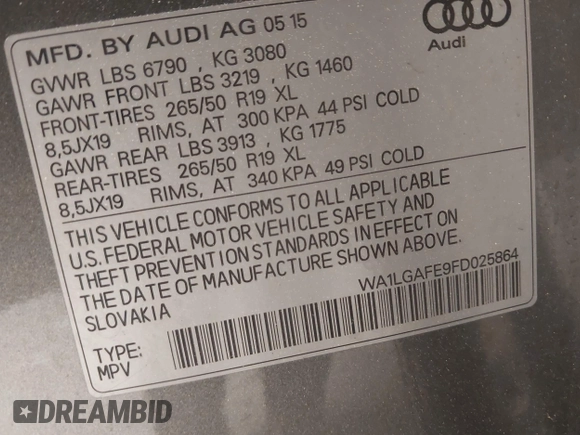 MFD. BY AUDI AG 05 15
Audi
GVWR LBS 6790 , KG 3080
GAWR FRONT LBS 3219 , KG 1460
FRONT-TIRES 265/50 R19 XL
8,5JX19 RIMS, AT 300 KPA 44 PSI COLD
GAWR REAR LBS 3913 , KG 1775
REAR-TIRES 265/50 R19 XL
8,5JX19 RIMS, AT 340 KPA 49 PSI COLD
THIS VEHICLE CONFORMS TO ALL APPLICABLE
U.S. FEDERAL MOTOR VEHICLE SAFETY AND
THEFT PREVENTION STANDARDS IN EFFECT ON
THE DATE OF MANUFACTURE SHOWN ABOVE.
SLOVAKIA
WA1LGAFE9FD025864
TYPE:
MPV
DREAMBID